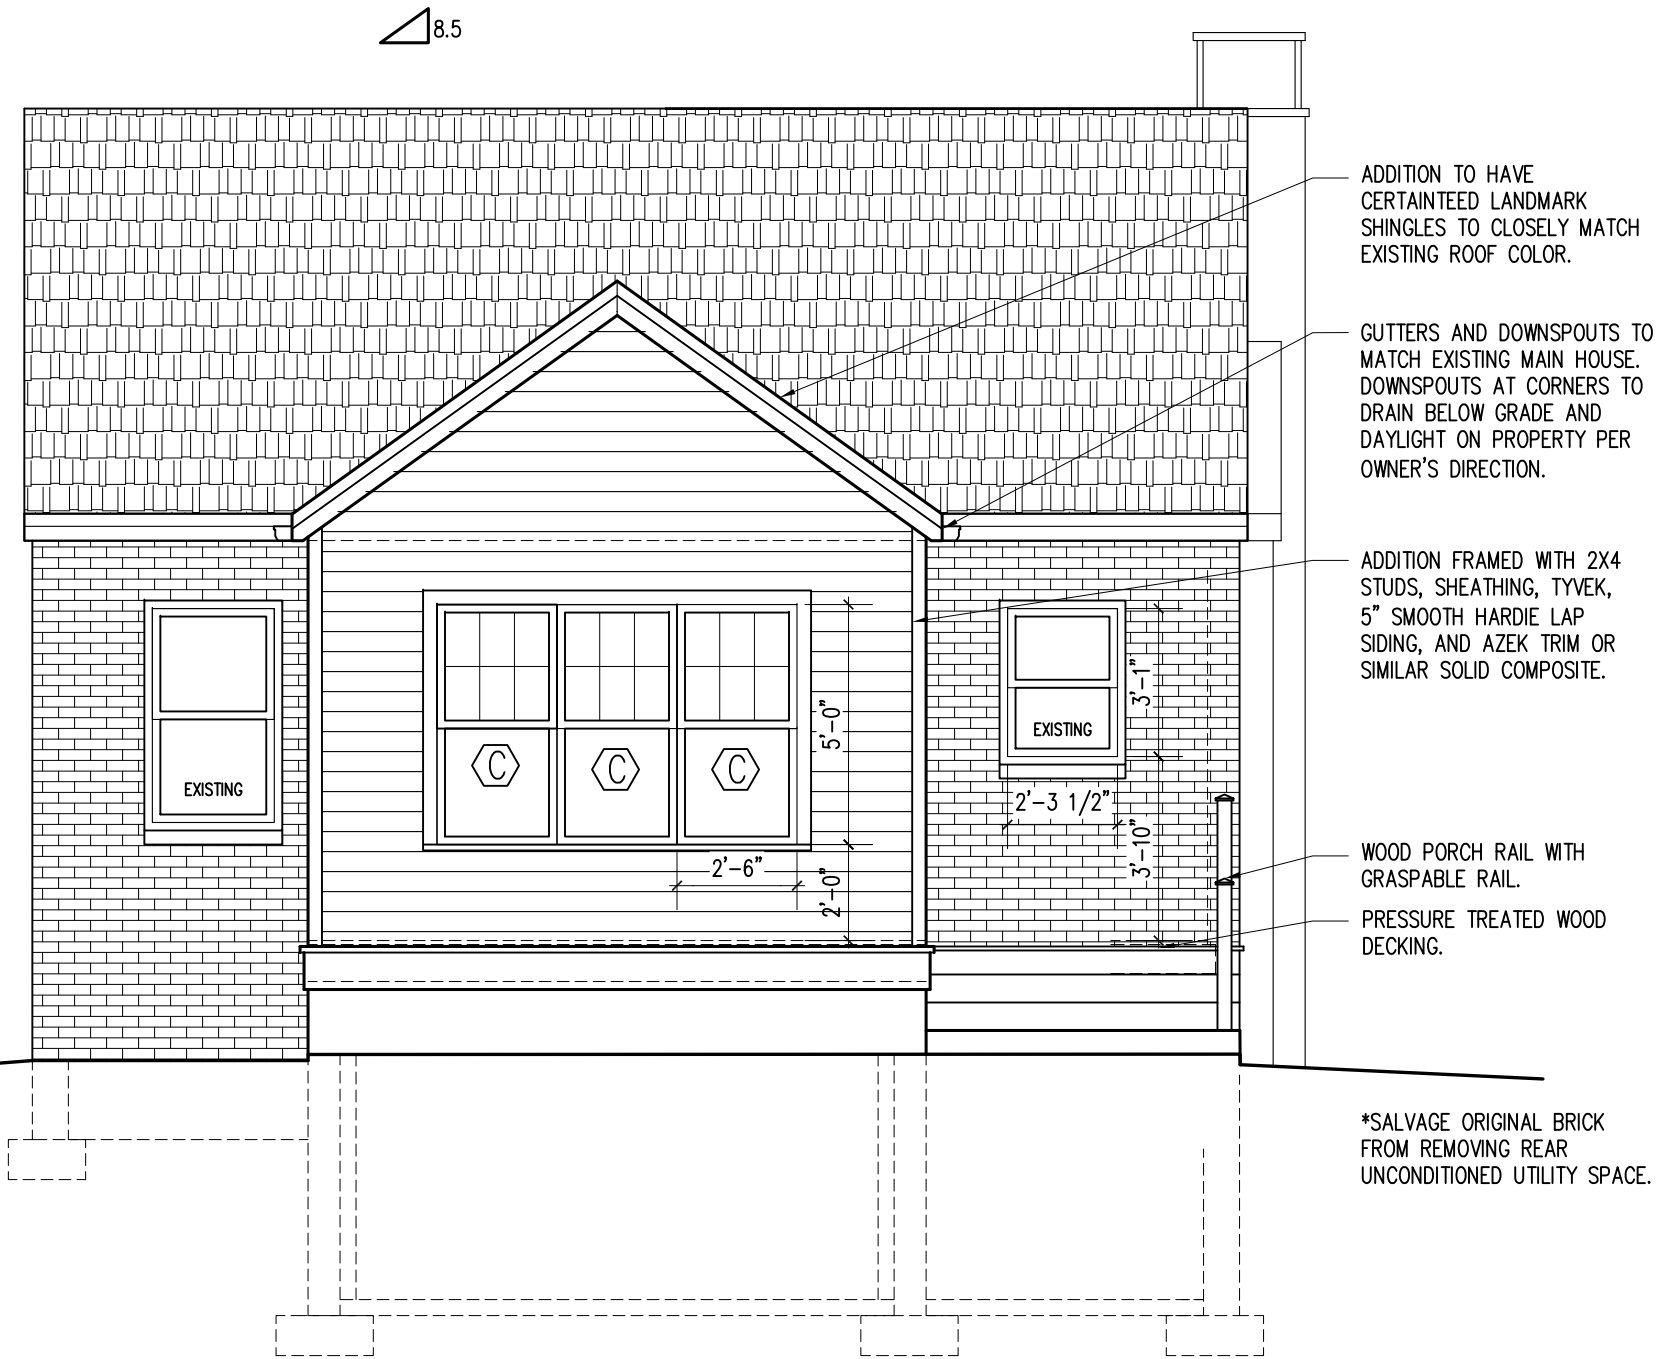 8.5
ADDITION TO HAVE
CERTAINTEED LANDMARK
SHINGLES TO CLOSELY MATCH
EXISTING ROOF COLOR.
GUTTERS AND DOWNSPOUTS TO
MATCH EXISTING MAIN HOUSE.
DOWNSPOUTS AT CORNERS TO
DRAIN BELOW GRADE AND
DAYLIGHT ON PROPERTY PER
OWNER'S DIRECTION.
ADDITION FRAMED WITH 2X4
STUDS, SHEATHING, TYVEK,
5" SMOOTH HARDIE LAP
SIDING, AND AZEK TRIM OR
SIMILAR SOLID COMPOSITE.
EXISTING
C
C
C
5'-0"
2'-6"
2'-0"
EXISTING
3'-1"
2'-3 1/2"
3'-10"
WOOD PORCH RAIL WITH
GRASPABLE RAIL.
PRESSURE TREATED WOOD
DECKING.
*SALVAGE ORIGINAL BRICK
FROM REMOVING REAR
UNCONDITIONED UTILITY SPACE.